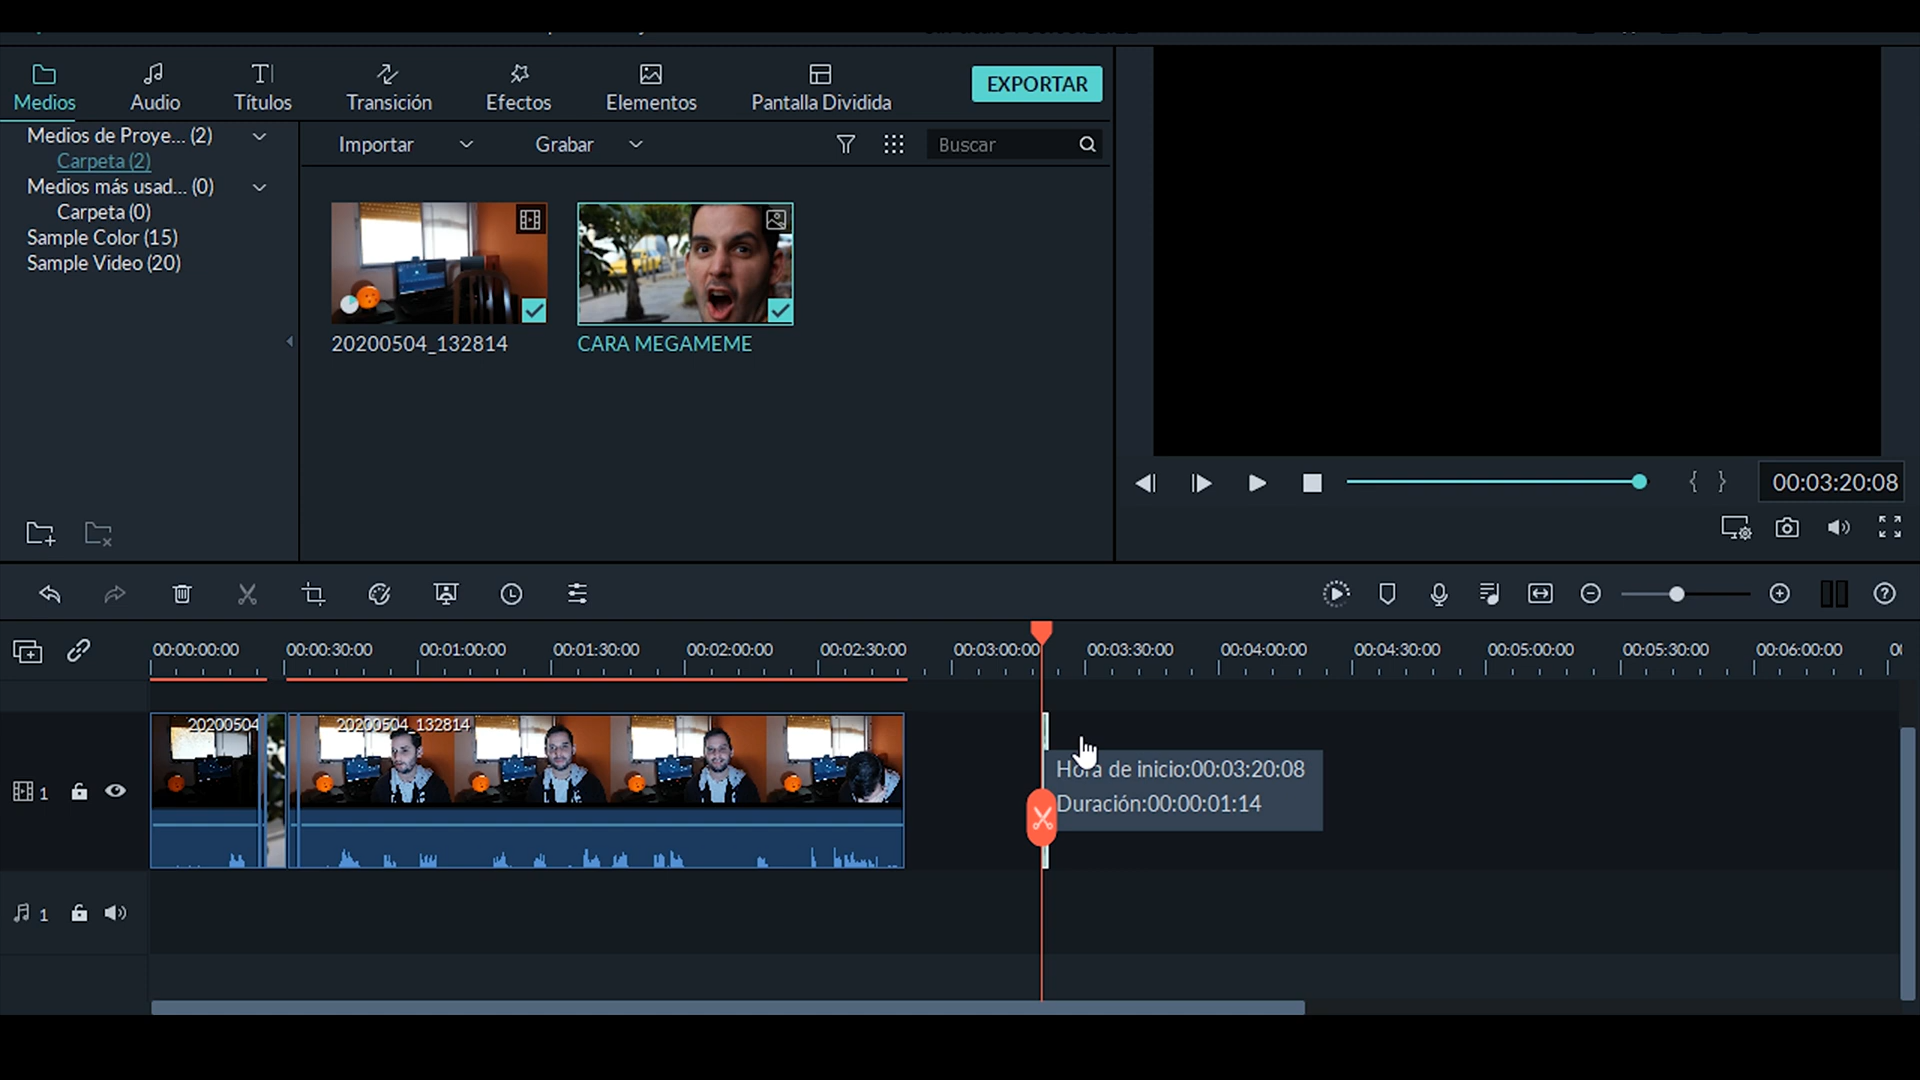 Medios
Audio
Títulos
Transición
Efectos
Elementos
Pantalla Dividida
EXPORTAR
Medios de Proye... (2)
Carpeta (2)
Medios más usad... (0)
Carpeta (0)
Sample Color (15)
Sample Video (20)
Importar
Grabar
Buscar
20200504_132814
CARA MEGAMEME
00:03:20:08
00:00:00:00
00:00:30:00
00:01:00:00
00:01:30:00
00:02:00:00
00:02:30:00
00:03:00:00
00:03:30:00
00:04:00:00
00:04:30:00
00:05:00:00
00:05:30:00
00:06:00:00
20200504
20200504_132814
1
Hora de inicio:00:03:20:08
Duración:00:00:01:14
1